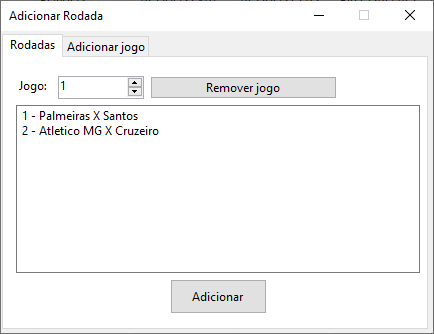 Adicionar Rodada
Rodadas
Adicionar jogo
Jogo:
1
Remover jogo
1 - Palmeiras X Santos
2 - Atletico MG X Cruzeiro
Adicionar